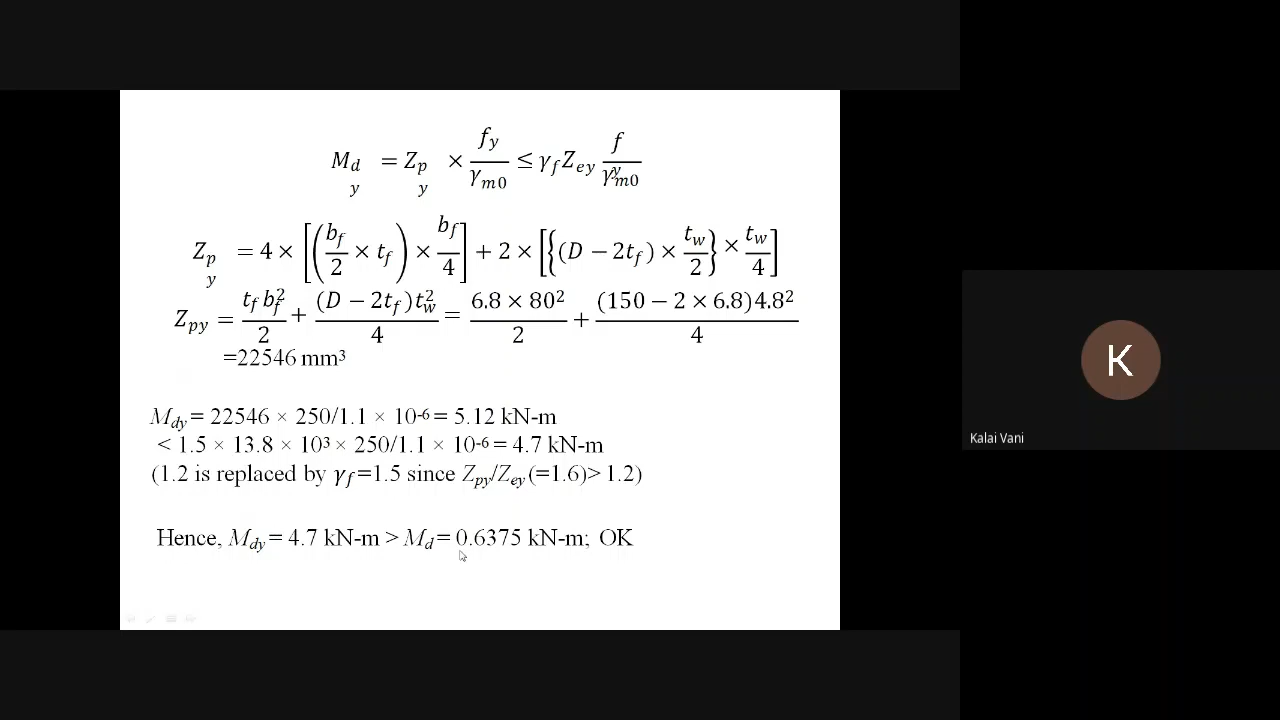 M_dy = Z_py × f_y/γ_m0 ≤ γ_f Z_ey f_y/γ_m0
Z_py = 4 × [(b_f/2 × t_f) × b_f/4] + 2 × [{(D − 2t_f) × t_w/2} × t_w/4]
Z_py = t_f b_f²/2 + (D − 2t_f)t_w²/4 = 6.8 × 80²/2 + (150 − 2 × 6.8)4.8²/4
=22546 mm³
M_dy = 22546 × 250/1.1 × 10⁻⁶ = 5.12 kN-m
< 1.5 × 13.8 × 10³ × 250/1.1 × 10⁻⁶ = 4.7 kN-m
(1.2 is replaced by γ_f =1.5 since Z_py/Z_ey (=1.6)> 1.2)
Hence, M_dy = 4.7 kN-m > M_d = 0.6375 kN-m; OK
K
Kalai Vani